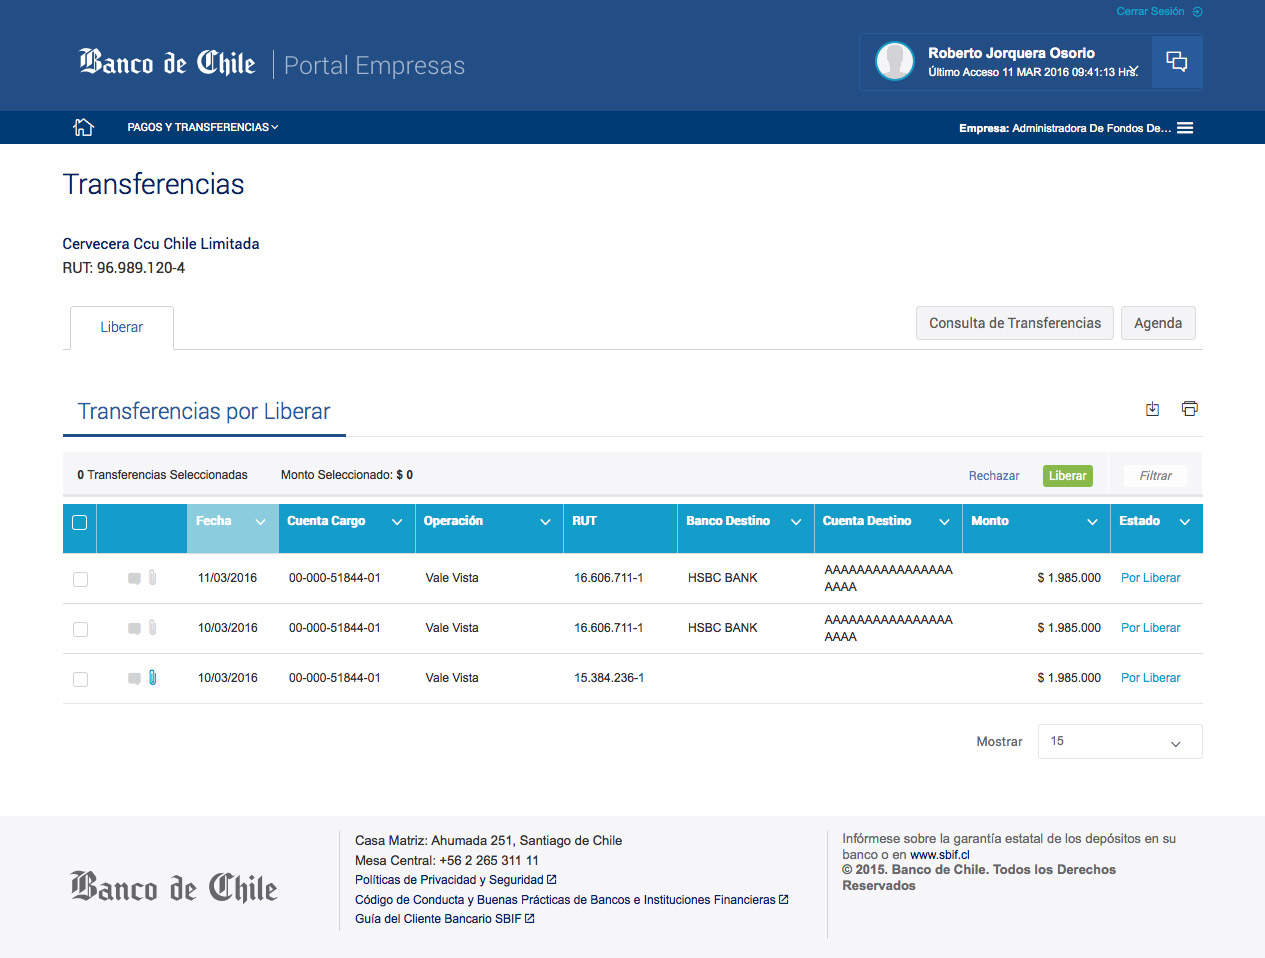 Cerrar Sesión
Banco de Chile
Portal Empresas
Roberto Jorquera Osorio
Último Acceso 11 MAR 2016 09:41:13 Hrs.
PAGOS Y TRANSFERENCIAS
Empresa: Administradora De Fondos De...
Transferencias
Cervecera Ccu Chile Limitada
RUT: 96.989.120-4
Liberar
Consulta de Transferencias
Agenda
Transferencias por Liberar
0 Transferencias Seleccionadas
Monto Seleccionado: $ 0
Rechazar
Liberar
Filtrar
Fecha Cuenta Cargo Operación RUT Banco Destino Cuenta Destino Monto Estado
11/03/2016 00-000-51844-01 Vale Vista 16.606.711-1 HSBC BANK AAAAAAAAAAAAAAAA $ 1.985.000 Por Liberar
AAAA
10/03/2016 00-000-51844-01 Vale Vista 16.606.711-1 HSBC BANK AAAAAAAAAAAAAAAA $ 1.985.000 Por Liberar
AAAA
10/03/2016 00-000-51844-01 Vale Vista 15.384.236-1 $ 1.985.000 Por Liberar
Mostrar 15
Banco de Chile
Casa Matriz: Ahumada 251, Santiago de Chile
Mesa Central: +56 2 265 311 11
Políticas de Privacidad y Seguridad
Código de Conducta y Buenas Prácticas de Bancos e Instituciones Financieras
Guía del Cliente Bancario SBIF
Infórmese sobre la garantía estatal de los depósitos en su
banco o en www.sbif.cl
© 2015. Banco de Chile. Todos los Derechos
Reservados